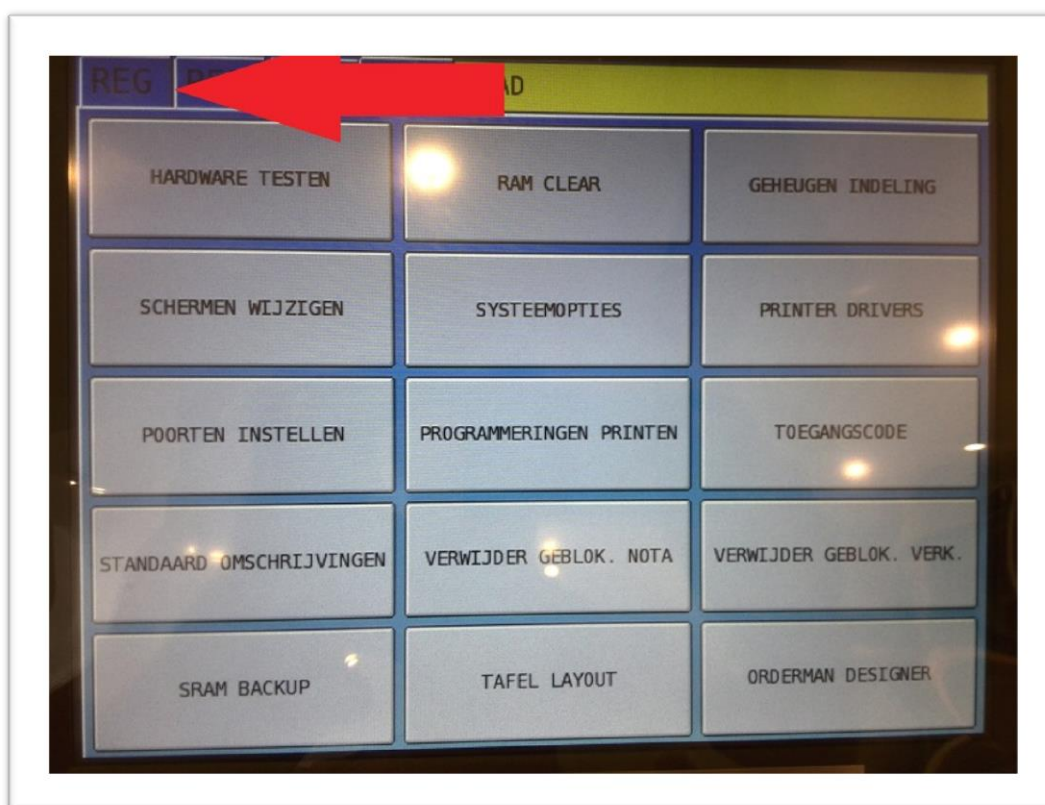 REG
HARDWARE TESTEN
RAM CLEAR
GEHEUGEN INDELING
SCHERMEN WIJZIGEN
SYSTEEMOPTIES
PRINTER DRIVERS
POORTEN INSTELLEN
PROGRAMMERINGEN PRINTEN
TOEGANGSCODE
STANDAARD OMSCHRIJVINGEN
VERWIJDER GEBLOK. NOTA
VERWIJDER GEBLOK. VERK.
SRAM BACKUP
TAFEL LAYOUT
ORDERMAN DESIGNER